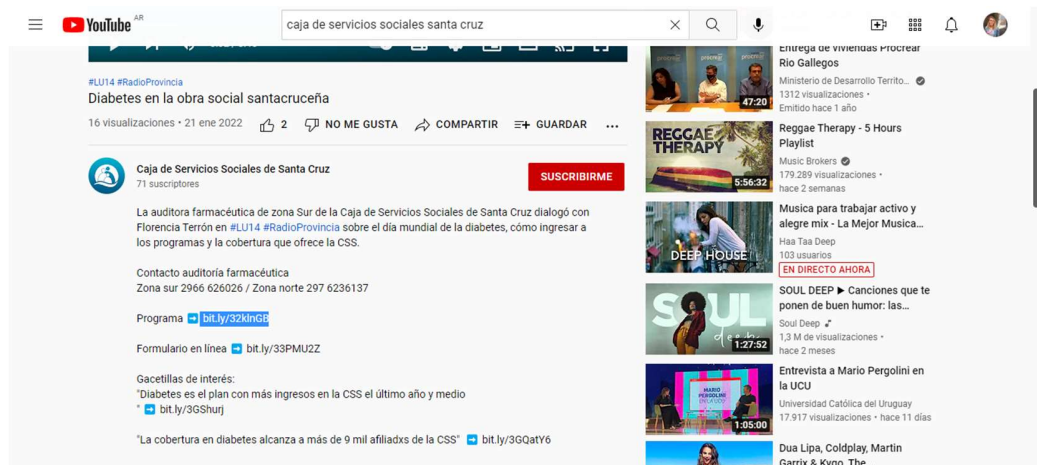 YouTube AR
caja de servicios sociales santa cruz
#LU14 #RadioProvincia
Diabetes en la obra social santacruceña
16 visualizaciones • 21 ene 2022
2
NO ME GUSTA
COMPARTIR
GUARDAR
Caja de Servicios Sociales de Santa Cruz
71 suscriptores
SUSCRIBIRME
La auditora farmacéutica de zona Sur de la Caja de Servicios Sociales de Santa Cruz dialogó con
Florencia Terrón en #LU14 #RadioProvincia sobre el día mundial de la diabetes, cómo ingresar a
los programas y la cobertura que ofrece la CSS.
Contacto auditoría farmacéutica
Zona sur 2966 626026 / Zona norte 297 6236137
Programa ➡ bit.ly/32klnGB
Formulario en línea ➡ bit.ly/33PMU2Z
Gacetillas de interés:
"Diabetes es el plan con más ingresos en la CSS el último año y medio
" ➡ bit.ly/3GShurj
"La cobertura en diabetes alcanza a más de 9 mil afiliadxs de la CSS" ➡ bit.ly/3GQatY6
procrear
47:20
Entrega de viviendas Procrear
Rio Gallegos
Ministerio de Desarrollo Territo...
1312 visualizaciones •
Emitido hace 1 año
REGGAE
THERAPY
5:56:32
Reggae Therapy - 5 Hours
Playlist
Music Brokers
179.289 visualizaciones •
hace 2 semanas
DEEP HOUSE
Musica para trabajar activo y
alegre mix - La Mejor Musica...
Haa Taa Deep
103 usuarios
EN DIRECTO AHORA
SOUL
deep
1:27:52
SOUL DEEP ▶ Canciones que te
ponen de buen humor: las...
Soul Deep
1,3 M de visualizaciones •
hace 2 meses
MARIO
PERGOLINI
1:05:00
Entrevista a Mario Pergolini en
la UCU
Universidad Católica del Uruguay
17.917 visualizaciones • hace 11 días
Dua Lipa, Coldplay, Martin
Garrix & Kygo, The